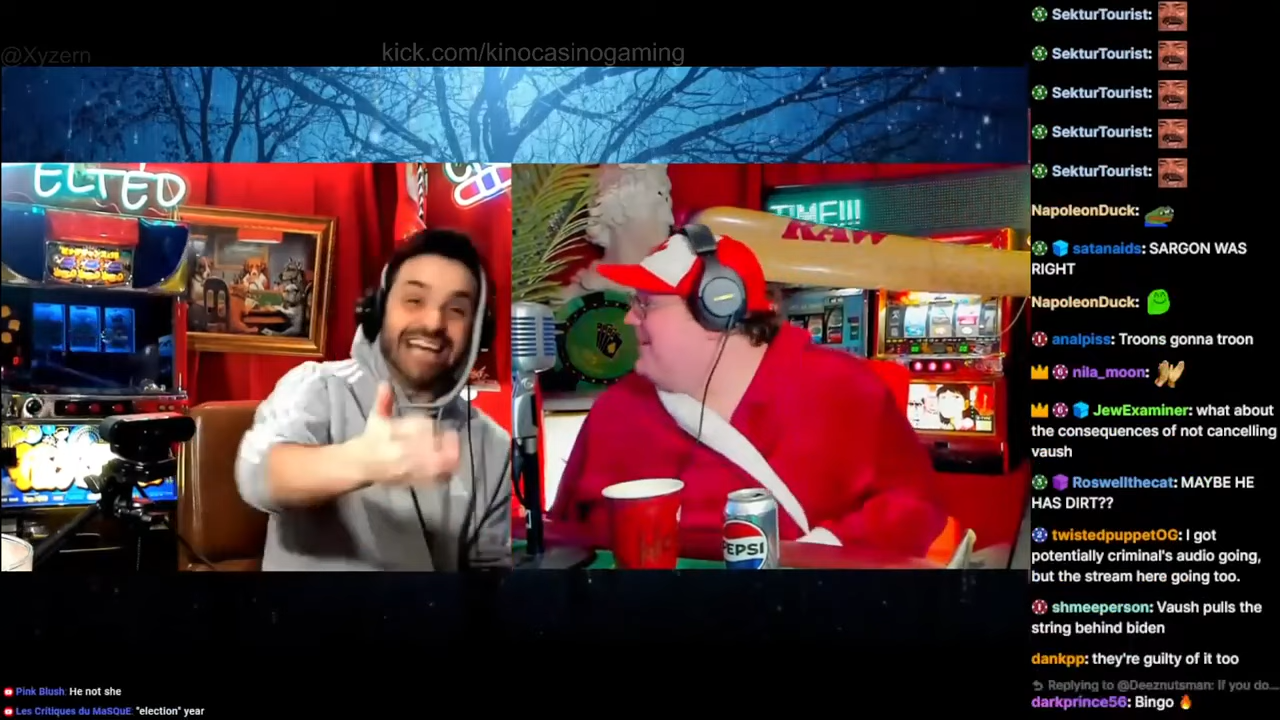 @Xyzern
kick.com/kinocasinogaming
ELTED
TIME!!!
RAW
PEPSI
SekturTourist:
SekturTourist:
SekturTourist:
SekturTourist:
SekturTourist:
NapoleonDuck:
satanaids: SARGON WAS
RIGHT
NapoleonDuck:
analpiss: Troons gonna troon
nila_moon:
JewExaminer: what about
the consequences of not cancelling
vaush
Roswellthecat: MAYBE HE
HAS DIRT??
twistedpuppetOG: I got
potentially criminal's audio going,
but the stream here going too.
shmeeperson: Vaush pulls the
string behind biden
dankpp: they're guilty of it too
Replying to @Deeznutsman: If you do...
darkprince56: Bingo
Pink Blush: He not she
Les Crítiques du MaSQuE: "election" year